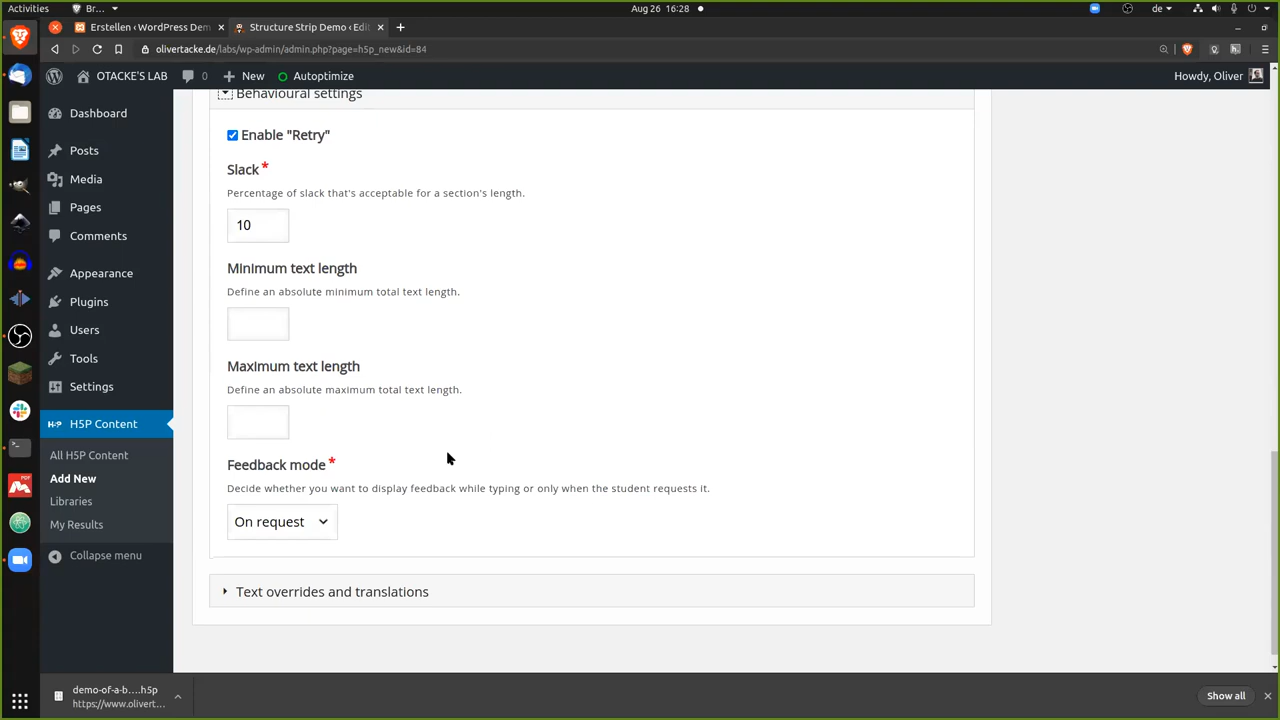 Activities
Br...
Aug 26 16:28
de
Erstellen ‹ WordPress Dem
Structure Strip Demo ‹ Edit
olivertacke.de/labs/wp-admin/admin.php?page=h5p_new&id=84
OTACKE'S LAB
0
New
Autoptimize
Howdy, Oliver
Dashboard
Posts
Media
Pages
Comments
Appearance
Plugins
Users
Tools
Settings
H5P Content
All H5P Content
Add New
Libraries
My Results
Collapse menu
Behavioural settings
Enable "Retry"
Slack *
Percentage of slack that's acceptable for a section's length.
10
Minimum text length
Define an absolute minimum total text length.
Maximum text length
Define an absolute maximum total text length.
Feedback mode *
Decide whether you want to display feedback while typing or only when the student requests it.
On request
Text overrides and translations
demo-of-a-b....h5p
https://www.olivert...
Show all